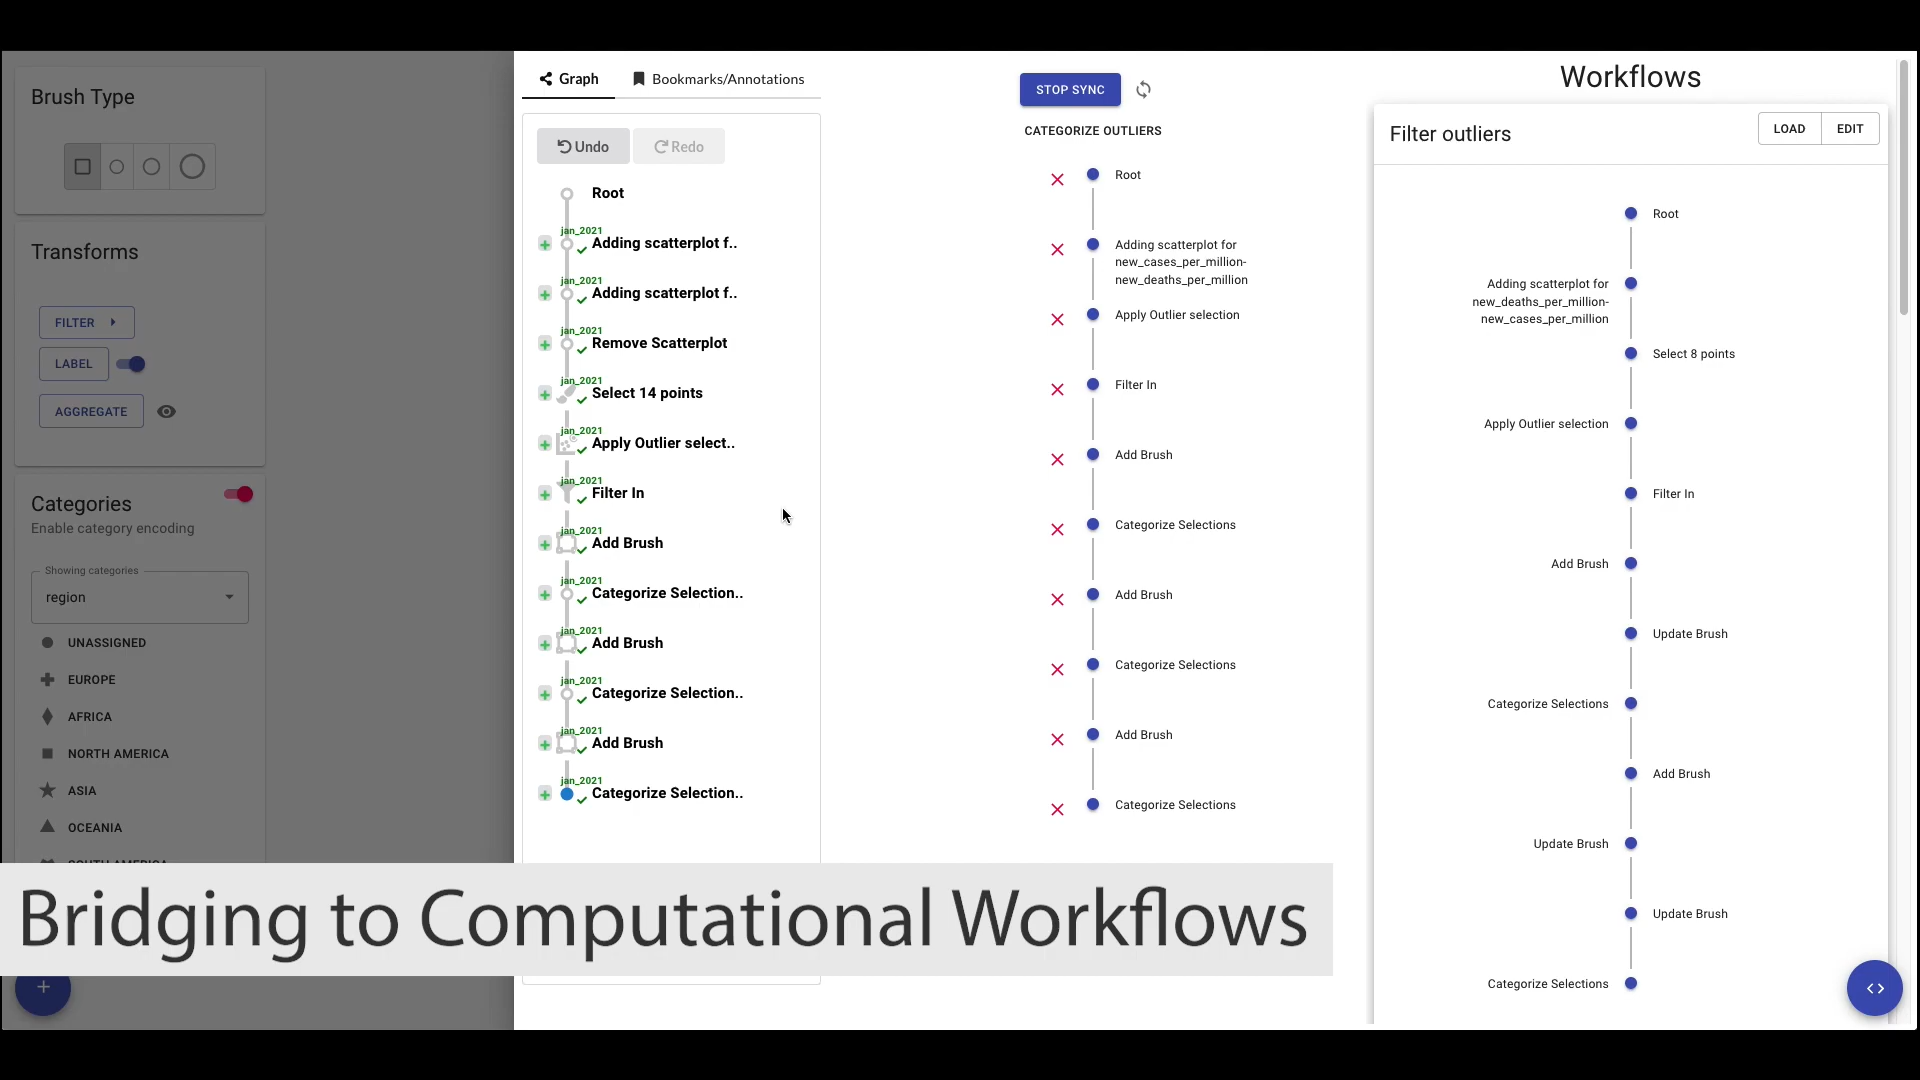 Brush Type
Transforms
FILTER
LABEL
AGGREGATE
Categories
Enable category encoding
Showing categories
region
UNASSIGNED
EUROPE
AFRICA
NORTH AMERICA
ASIA
OCEANIA
Graph
Bookmarks/Annotations
Undo
Redo
Root
jan_2021
Adding scatterplot f..
jan_2021
Adding scatterplot f..
jan_2021
Remove Scatterplot
jan_2021
Select 14 points
jan_2021
Apply Outlier select..
jan_2021
Filter In
jan_2021
Add Brush
jan_2021
Categorize Selection..
jan_2021
Add Brush
jan_2021
Categorize Selection..
jan_2021
Add Brush
jan_2021
Categorize Selection..
STOP SYNC
CATEGORIZE OUTLIERS
Root
Adding scatterplot for
new_cases_per_million-
new_deaths_per_million
Apply Outlier selection
Filter In
Add Brush
Categorize Selections
Add Brush
Categorize Selections
Add Brush
Categorize Selections
Workflows
Filter outliers
LOAD
EDIT
Root
Adding scatterplot for
new_deaths_per_million-
new_cases_per_million
Select 8 points
Apply Outlier selection
Filter In
Add Brush
Update Brush
Categorize Selections
Add Brush
Update Brush
Update Brush
Categorize Selections
Bridging to Computational Workflows